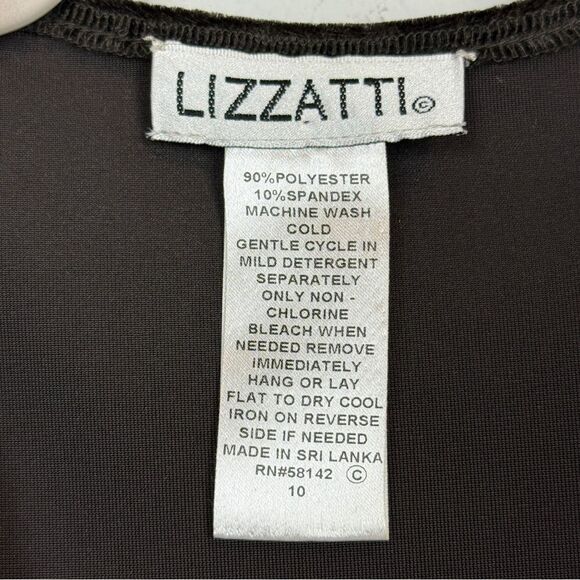 LIZZATTI©
90%POLYESTER
10%SPANDEX
MACHINE WASH
COLD
GENTLE CYCLE IN
MILD DETERGENT
SEPARATELY
ONLY NON -
CHLORINE
BLEACH WHEN
NEEDED REMOVE
IMMEDIATELY
HANG OR LAY
FLAT TO DRY COOL
IRON ON REVERSE
SIDE IF NEEDED
MADE IN SRI LANKA
RN#58142 ©
10